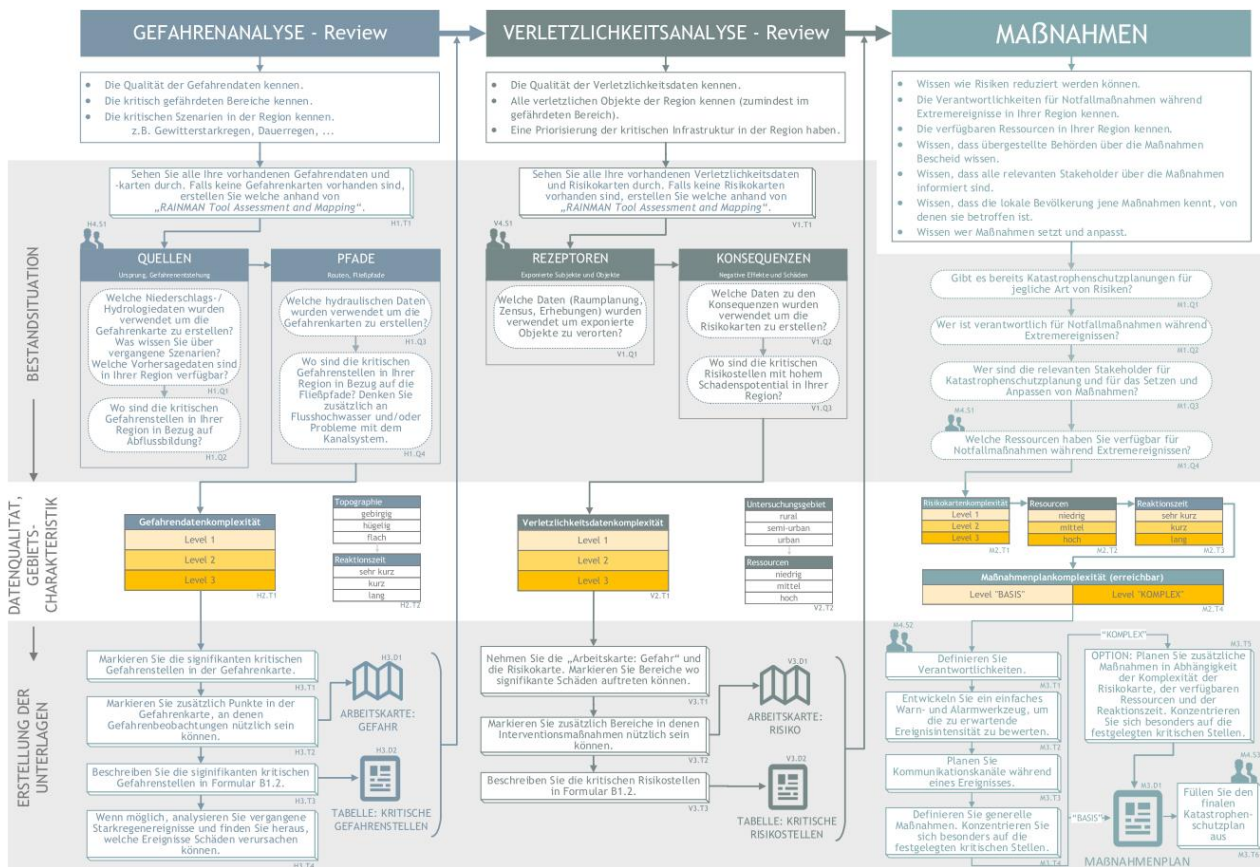 GEFAHRENANALYSE - Review
• Die Qualität der Gefahrendaten kennen.
• Die kritisch gefährdeten Bereiche kennen.
• Die kritischen Szenarien in der Region kennen.
z.B. Gewitterstarkregen, Dauerregen, ...
BESTANDSITUATION
Sehen Sie alle Ihre vorhandenen Gefahrendaten und
-karten durch. Falls keine Gefahrenkarten vorhanden sind,
erstellen Sie welche anhand von
„RAINMAN Tool Assessment and Mapping“.
H1.T1
H4.S1
QUELLEN
Ursprung, Gefahrenentstehung
Welche Niederschlags-/
Hydrologiedaten
wurden verwendet um die
Gefahrenkarte zu erstellen?
Was wissen Sie über
vergangene Szenarien?
Welche Vorhersagedaten sind
in Ihrer Region verfügbar?
H1.Q1
Wo sind die kritischen
Gefahrenstellen in Ihrer
Region in Bezug auf
Abflussbildung?
H1.Q2
PFADE
Routen, Fließpfade
Welche hydraulischen Daten
wurden verwendet um die
Gefahrenkarten zu erstellen?
H1.Q3
Wo sind die kritischen
Gefahrenstellen in Ihrer
Region in Bezug auf die
Fließpfade? Denken Sie
zusätzlich an
Flusshochwasser und/oder
Probleme mit dem
Kanalsystem.
H1.Q4
DATENQUALITÄT,
GEBIETS-
CHARAKTERISTIK
Gefahrendatenkomplexität
Level 1
Level 2
Level 3
H2.T1
Topographie
gebirgig
hügelig
flach
Reaktionszeit
sehr kurz
kurz
lang
H2.T2
ERSTELLUNG DER
UNTERLAGEN
Markieren Sie die signifikanten kritischen
Gefahrenstellen in der Gefahrenkarte.
H3.T1
Markieren Sie zusätzlich Punkte in der
Gefahrenkarte, an denen
Gefahrenbeobachtungen nützlich sein
können.
H3.T2
Beschreiben Sie die siginifikanten kritischen
Gefahrenstellen in Formular B1.2.
H3.T3
Wenn möglich, analysieren Sie vergangene
Starkregenereignisse und finden Sie heraus,
welche Ereignisse Schäden verursachen
können.
H3.T4
H3.D1
ARBEITSKARTE:
GEFAHR
H3.D2
TABELLE: KRITISCHE
GEFAHRENSTELLEN
VERLETZLICHKEITSANALYSE - Review
• Die Qualität der Verletzlichkeitsdaten kennen.
• Alle verletzlichen Objekte der Region kennen (zumindest im
gefährdeten Bereich).
• Eine Priorisierung der kritischen Infrastruktur in der Region haben.
Sehen Sie alle Ihre vorhandenen Verletzlichkeitsdaten
und Risikokarten durch. Falls keine Risikokarten
vorhanden sind, erstellen Sie welche anhand von
„RAINMAN Tool Assessment and Mapping“.
V1.T1
V4.S1
REZEPTOREN
Exponierte Subjekte und Objekte
Welche Daten (Raumplanung,
Zensus, Erhebungen) wurden
verwendet um exponierte
Objekte zu verorten?
V1.Q1
KONSEQUENZEN
Negative Effekte und Schäden
Welche Daten zu den
Konsequenzen wurden
verwendet um die
Risikokarten zu erstellen?
V1.Q2
Wo sind die kritischen
Risikostellen mit hohem
Schadenspotential in Ihrer
Region?
V1.Q3
Verletzlichkeitsdatenkomplexität
Level 1
Level 2
Level 3
V2.T1
Untersuchungsgebiet
rural
semi-urban
urban
Ressourcen
niedrig
mittel
hoch
V2.T2
Nehmen Sie die „Arbeitskarte: Gefahr“ und
die Risikokarte. Markieren Sie Bereiche wo
signifikante Schäden auftreten können.
V3.T1
Markieren Sie zusätzlich Bereiche in denen
Interventionsmaßnahmen nützlich sein
können.
V3.T2
Beschreiben Sie die kritischen Risikostellen
in Formular B1.2.
V3.T3
V3.D1
ARBEITSKARTE:
RISIKO
V3.D2
TABELLE: KRITISCHE
RISIKOSTELLEN
MAẞNAHMEN
• Wissen wie Risiken reduziert werden können.
• Die Verantwortlichkeiten für Notfallmaßnahmen während
Extremereignisse in Ihrer Region kennen.
• Die verfügbaren Ressourcen in Ihrer Region kennen.
• Wissen, dass übergestellte Behörden über die Maßnahmen
Bescheid wissen.
• Wissen, dass alle relevanten Stakeholder über die Maßnahmen
informiert sind.
• Wissen, dass die lokale Bevölkerung jene Maßnahmen kennt, von
denen sie betroffen ist.
• Wissen wer Maßnahmen setzt und anpasst.
Gibt es bereits Katastrophenschutzplanungen für
jegliche Art von Risiken?
M1.Q1
Wer ist verantwortlich für Notfallmaßnahmen während
Extremereignissen?
M1.Q2
Wer sind die relevanten Stakeholder für
Katastrophenschutzplanung und für das Setzen und
Anpassen von Maßnahmen?
M1.Q3
M4.S1
Welche Ressourcen haben Sie verfügbar für
Notfallmaßnahmen während Extremereignissen?
M1.Q4
Risikokartenkomplexität
Level 1
Level 2
Level 3
M2.T1
Resourcen
niedrig
mittel
hoch
M2.T2
Reaktionszeit
sehr kurz
kurz
lang
M2.T3
Maßnahmenplankomplexität (erreichbar)
Level "BASIS"
Level "KOMPLEX"
M2.T4
M4.S2
Definieren Sie
Verantwortlichkeiten.
M3.T1
Entwickeln Sie ein einfaches
Warn- und Alarmwerkzeug, um
die zu erwartende
Ereignisintensität zu bewerten.
M3.T2
Planen Sie
Kommunikationskanäle während
eines Ereignisses.
M3.T3
Definieren Sie generelle
Maßnahmen. Konzentrieren Sie
sich besonders auf die
festgelegten kritischen Stellen.
M3.T4
"KOMPLEX"
M3.T5
OPTION: Planen Sie zusätzliche
Maßnahmen in Abhängigkeit
der Komplexität der
Risikokarte, der verfügbaren
Ressourcen und der
Reaktionszeit. Konzentrieren
Sie sich besonders auf die
festgelegten kritischen Stellen.
"BASIS"
M3.D1
MAẞNAHMENPLAN
M4.S3
Füllen Sie den
finalen
Katastrophen-
schutzplan
aus
M3.T6